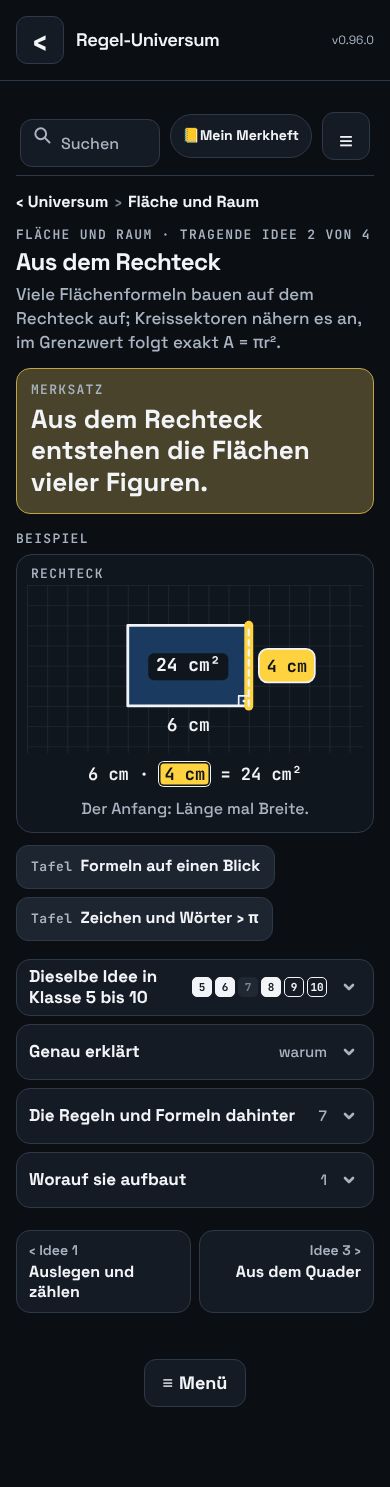 Regel-Universum
v0.96.0
Suchen
Mein Merkheft
≡
‹ Universum › Fläche und Raum
FLÄCHE UND RAUM · TRAGENDE IDEE 2 VON 4
Aus dem Rechteck
Viele Flächenformeln bauen auf dem
Rechteck auf; Kreissektoren nähern es an,
im Grenzwert folgt exakt A = πr².
MERKSATZ
Aus dem Rechteck
entstehen die Flächen
vieler Figuren.
BEISPIEL
RECHTECK
24 cm²
4 cm
6 cm
6 cm · 4 cm = 24 cm²
Der Anfang: Länge mal Breite.
Tafel Formeln auf einen Blick
Tafel Zeichen und Wörter › π
Dieselbe Idee in
Klasse 5 bis 10
5 6 7 8 9 10
Genau erklärt warum
Die Regeln und Formeln dahinter 7
Worauf sie aufbaut 1
‹ Idee 1
Auslegen und
zählen
Idee 3 ›
Aus dem Quader
≡ Menü